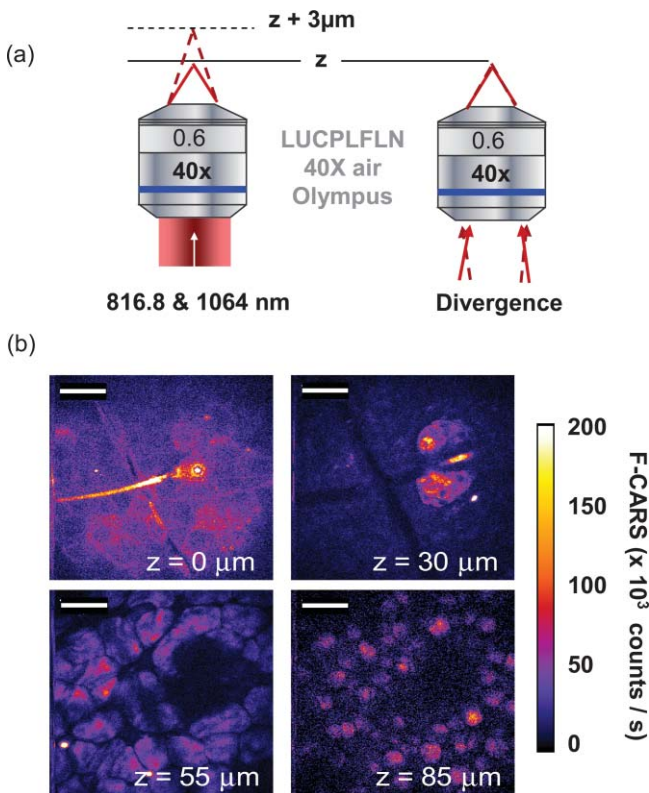 (a)
z + 3µm
z
0.6
40x
LUCPLFLN
40X air
Olympus
0.6
40x
816.8 & 1064 nm
Divergence
(b)
z = 0 µm
z = 30 µm
z = 55 µm
z = 85 µm
200
150
100
50
0
F-CARS (x 10³ counts / s)